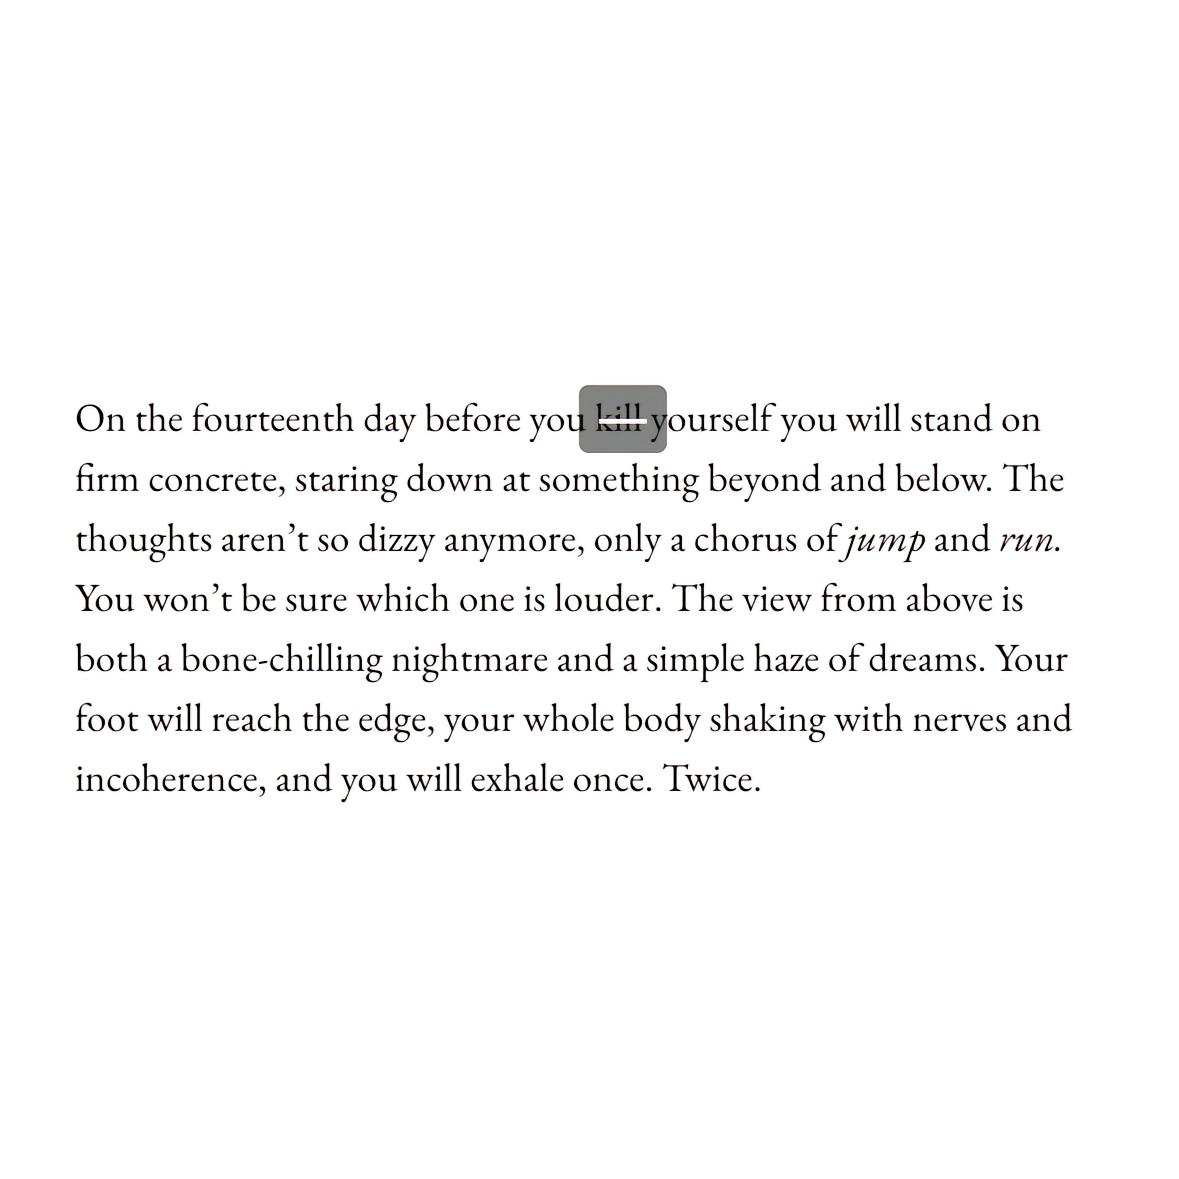 On the fourteenth day before you kill yourself you will stand on
firm concrete, staring down at something beyond and below. The
thoughts aren’t so dizzy anymore, only a chorus of jump and run.
You won’t be sure which one is louder. The view from above is
both a bone-chilling nightmare and a simple haze of dreams. Your
foot will reach the edge, your whole body shaking with nerves and
incoherence, and you will exhale once. Twice.